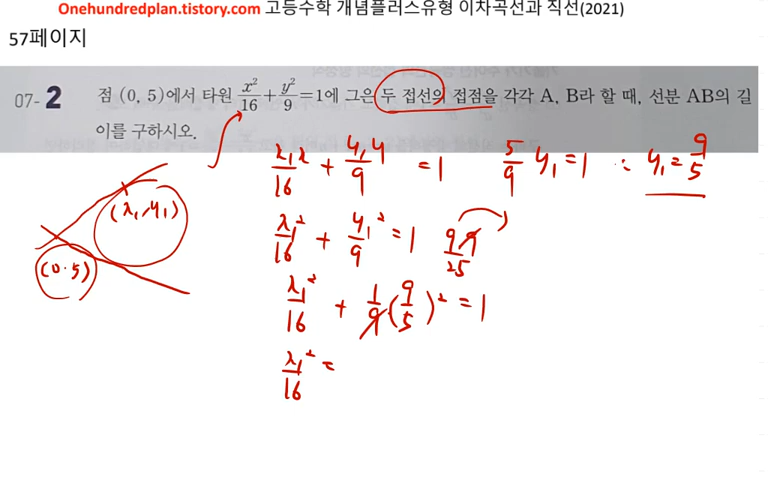 Onehundredplan.tistory.com 고등수학 개념플러스유형 이차곡선과 직선(2021)
57페이지
07- 2 점 (0, 5)에서 타원 x²/16 + y²/9 = 1에 그은 두 접선의 접점을 각각 A, B라 할 때, 선분 AB의 길
이를 구하시오.
x₁x/16 + y₁y/9 = 1 5/9 y₁ = 1 ∴ y₁ = 9/5
(x₁, y₁)
x₁²/16 + y₁²/9 = 1 9 9/25
(0.5)
x₁²/16 + 1/9 (9/5)² = 1
x₁²/16 =